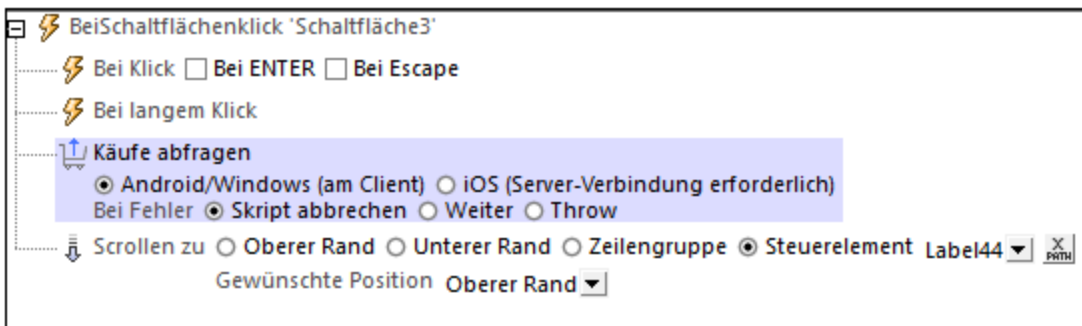 BeiSchaltflächenklick 'Schaltfläche3'
Bei Klick Bei ENTER Bei Escape
Bei langem Klick
Käufe abfragen
Android/Windows (am Client) iOS (Server-Verbindung erforderlich)
Bei Fehler Skript abbrechen Weiter Throw
Scrollen zu Oberer Rand Unterer Rand Zeilengruppe Steuerelement Label44 X PATH
Gewünschte Position Oberer Rand